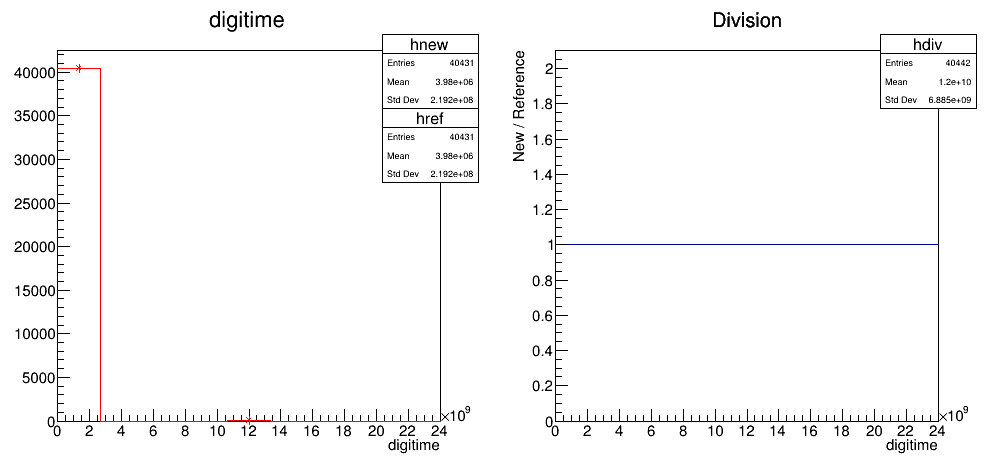 digitime
hnew
Entries 40431
Mean 3.98e+06
Std Dev 2.192e+08
href
Entries 40431
Mean 3.98e+06
Std Dev 2.192e+08
40000
35000
30000
25000
20000
15000
10000
5000
0
0 2 4 6 8 10 12 14 16 18 20 22 24
×10⁹
digitime
Division
hdiv
Entries 40442
Mean 1.2e+10
Std Dev 6.885e+09
New / Reference
2
1.8
1.6
1.4
1.2
1
0.8
0.6
0.4
0.2
0
0 2 4 6 8 10 12 14 16 18 20 22 24
×10⁹
digitime